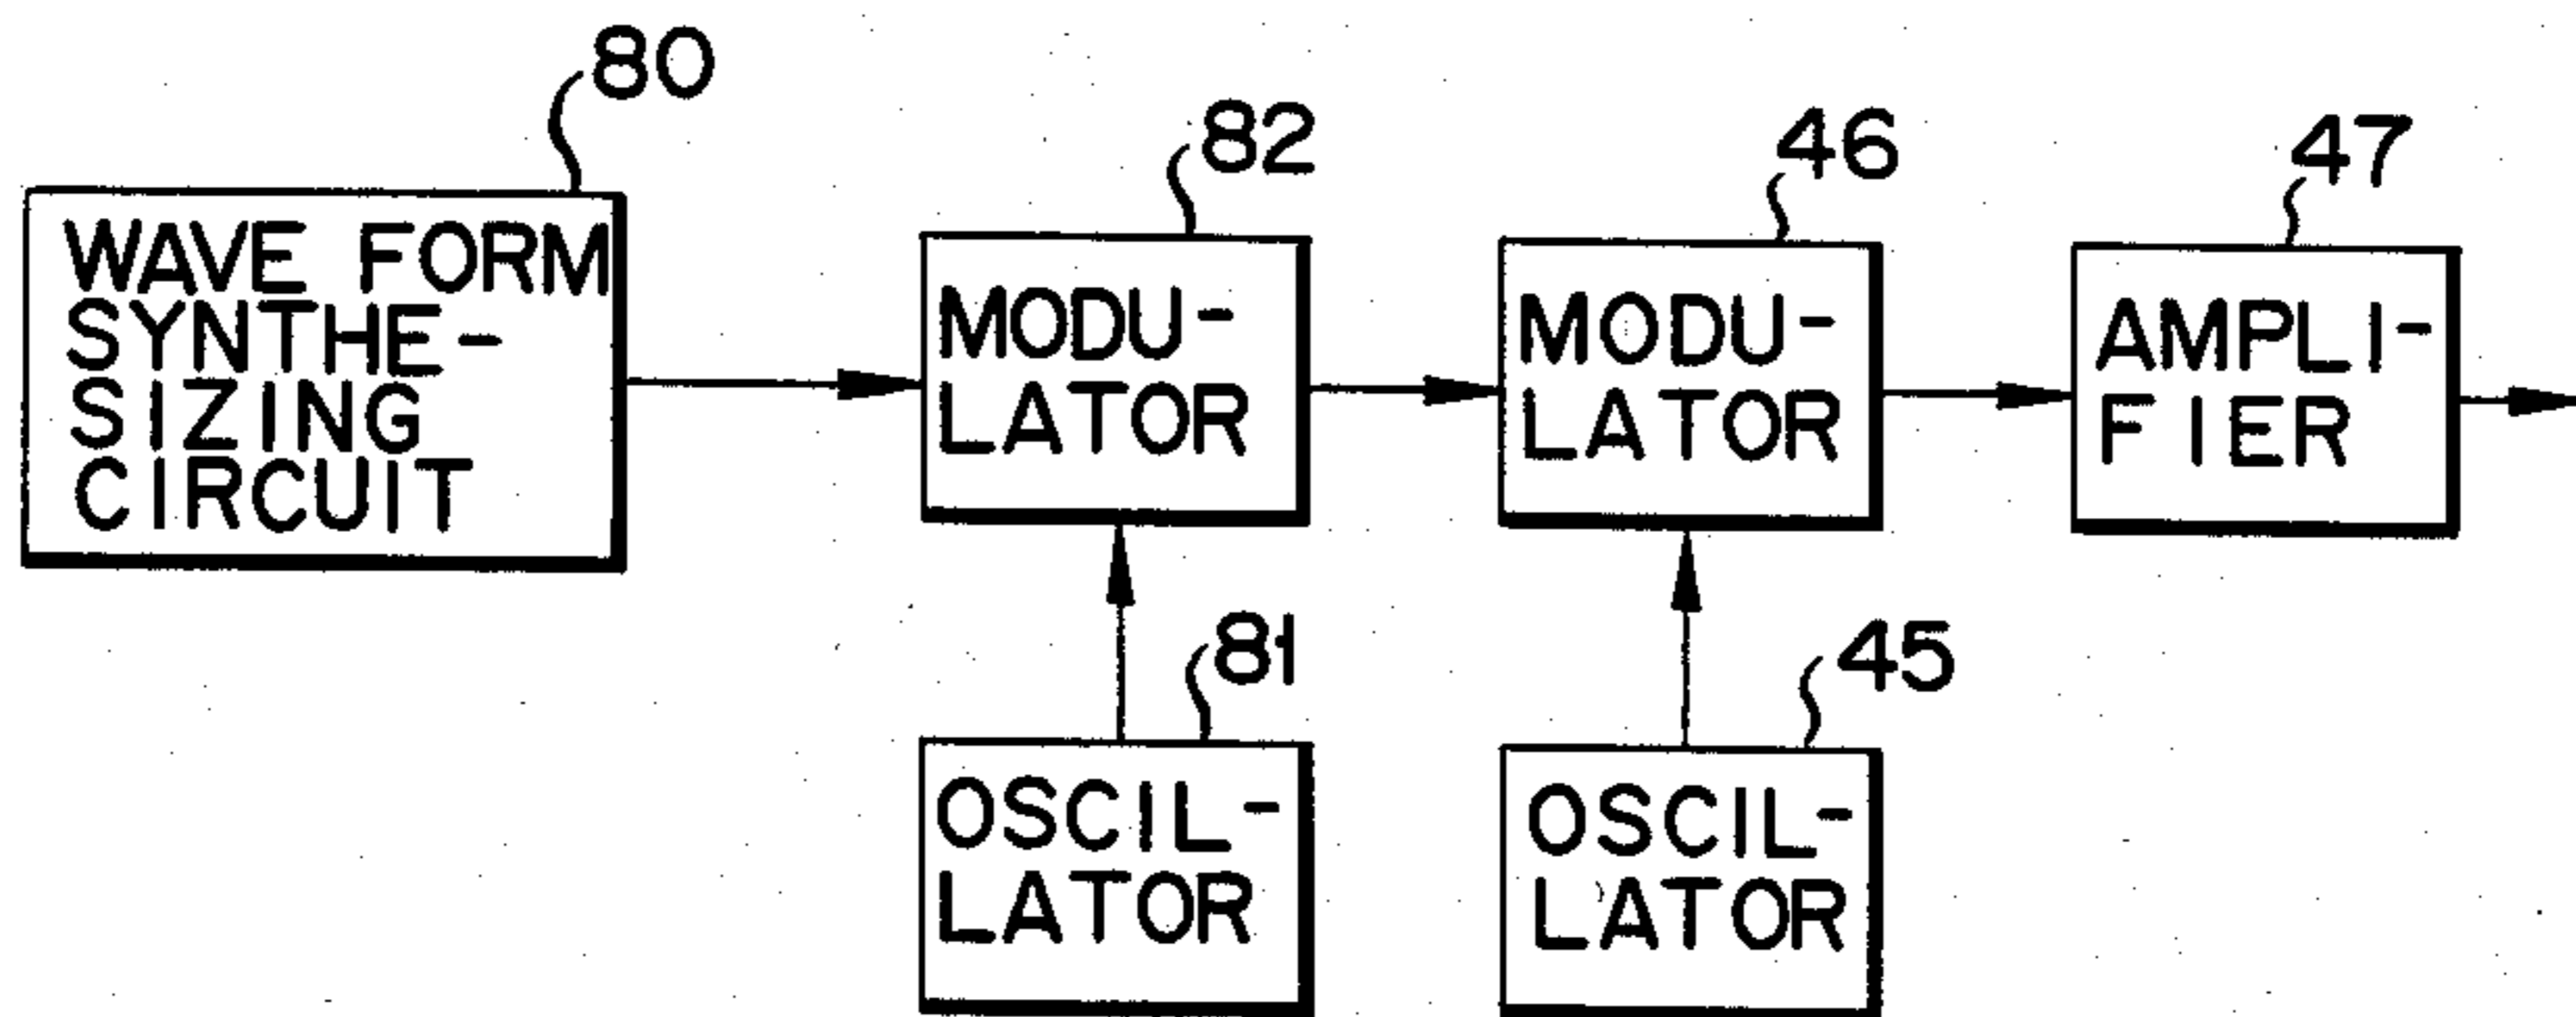 80
WAVE FORM
SYNTHE-
SIZING
CIRCUIT
82
MODU-
LATOR
46
MODU-
LATOR
47
AMPLI-
FIER
81
OSCIL-
LATOR
45
OSCIL-
LATOR